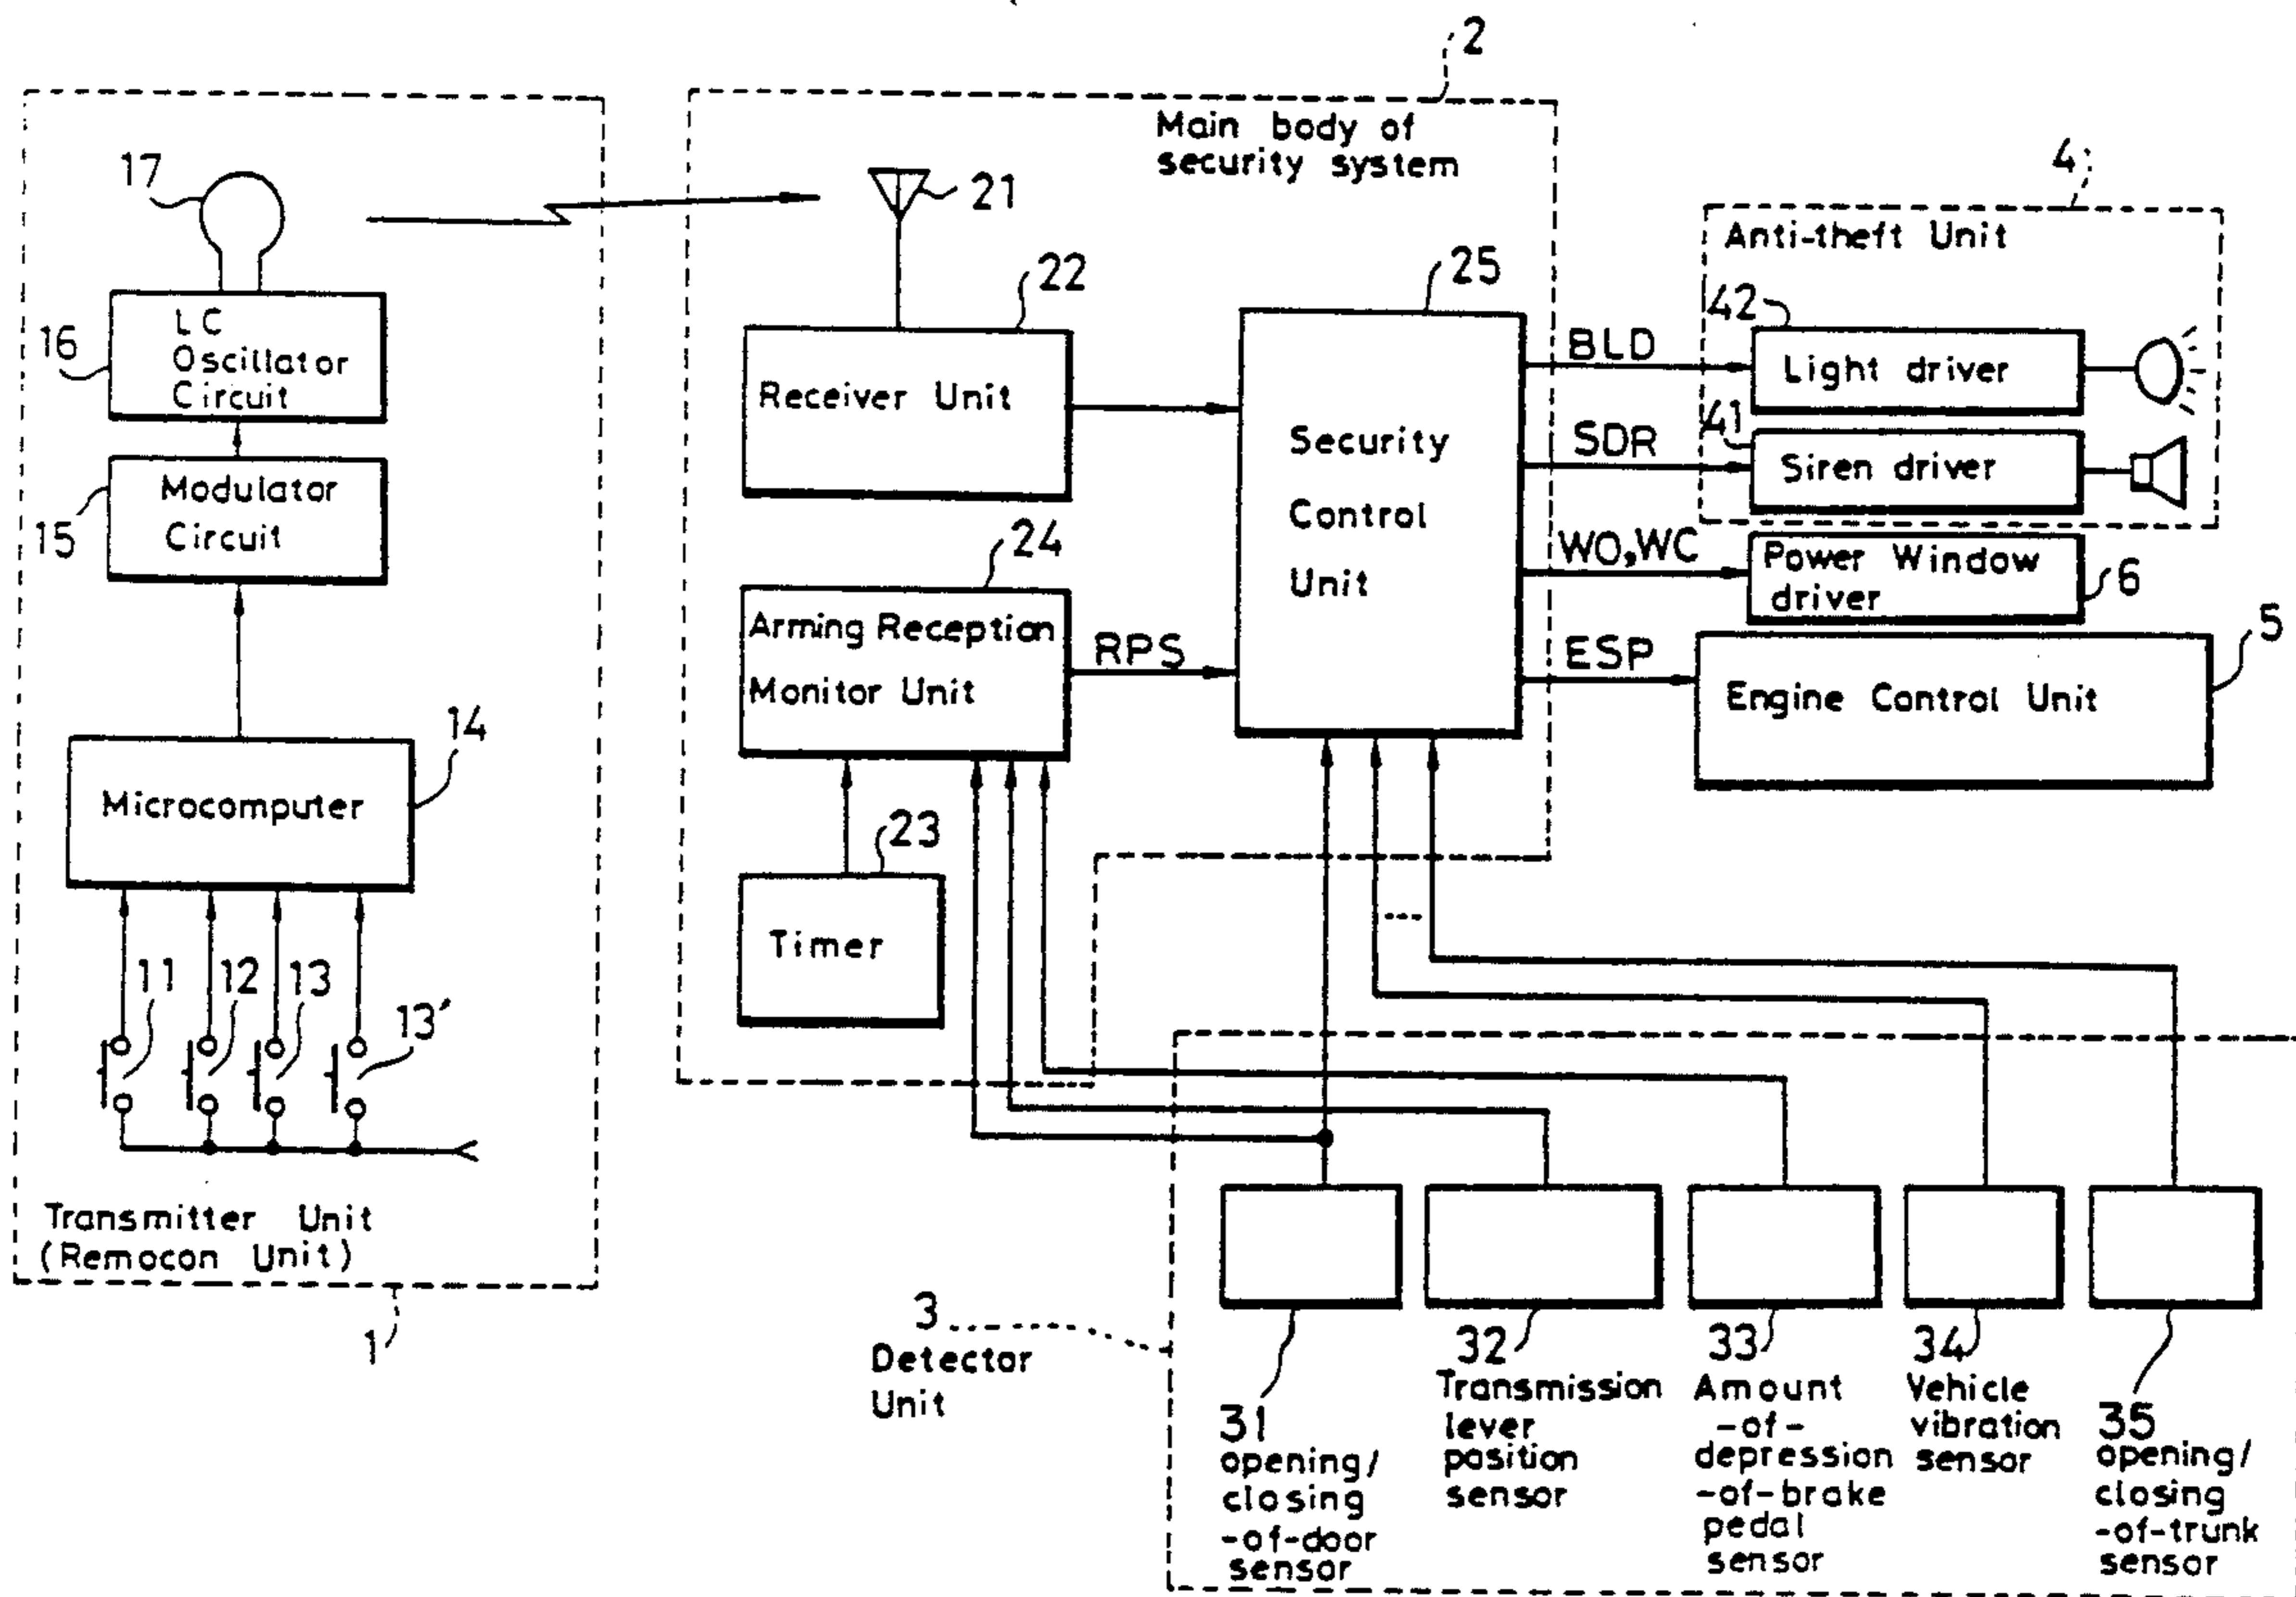 2
Main body of
security system
17
21
4
Anti-theft Unit
LC
Oscillator
Circuit
16
22
25
42
BLD
Light driver
Receiver Unit
Security
Control
Unit
41
SDR
Siren driver
Modulator
Circuit
15
24
WO,WC
Power Window
driver
6
Arming Reception
Monitor Unit
RPS
ESP
Engine Control Unit
5
14
Microcomputer
23
Timer
11
12
13
13'
Transmitter Unit
(Remocon Unit)
1
3
Detector
Unit
31
opening/
closing
-of-door
sensor
32
Transmission
lever
position
sensor
33
Amount
-of-
depression
-of-brake
pedal
sensor
34
Vehicle
vibration
sensor
35
opening/
closing
-of-trunk
sensor